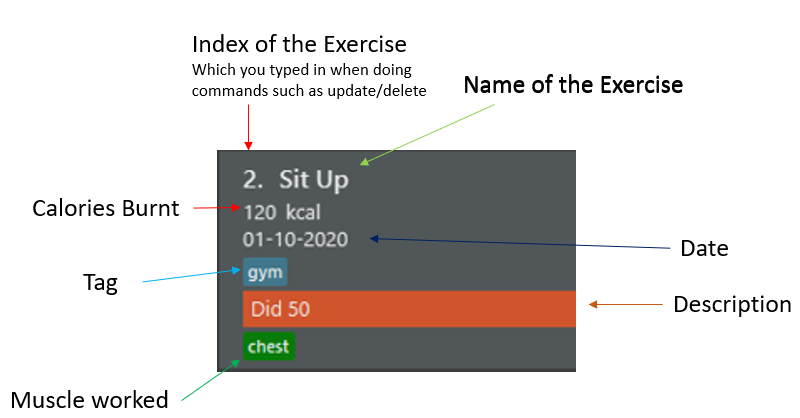 Index of the Exercise
Which you typed in when doing
commands such as update/delete
Name of the Exercise
2. Sit Up
Calories Burnt
120 kcal
01-10-2020
Date
Tag
gym
Did 50
Description
chest
Muscle worked